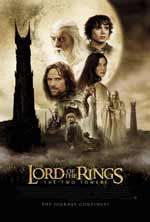 THE
LORD OF THE RINGS
THE TWO TOWERS
THE JOURNEY CONTINUES